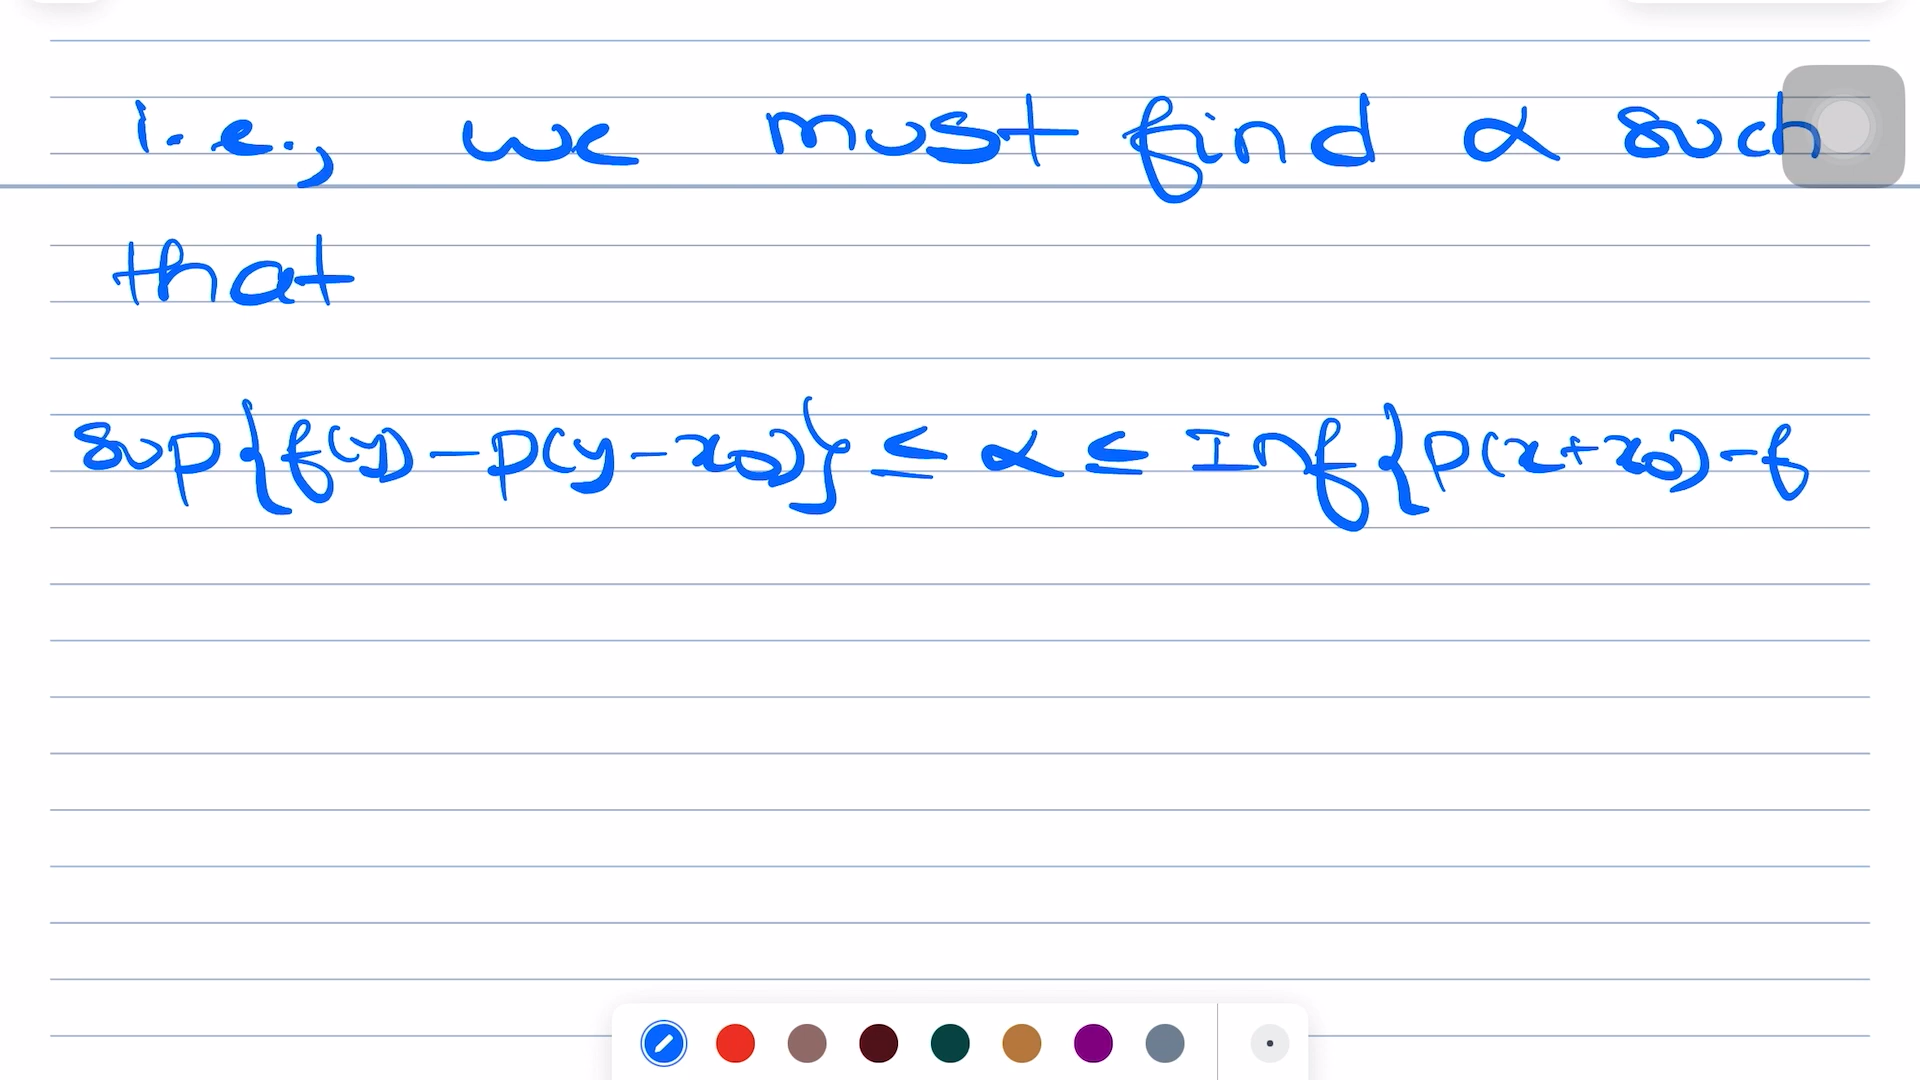 i.e., we must find α such
that
sup{f(y)-p(y-x0)} ≤ α ≤ Inf{p(x+x0)-f